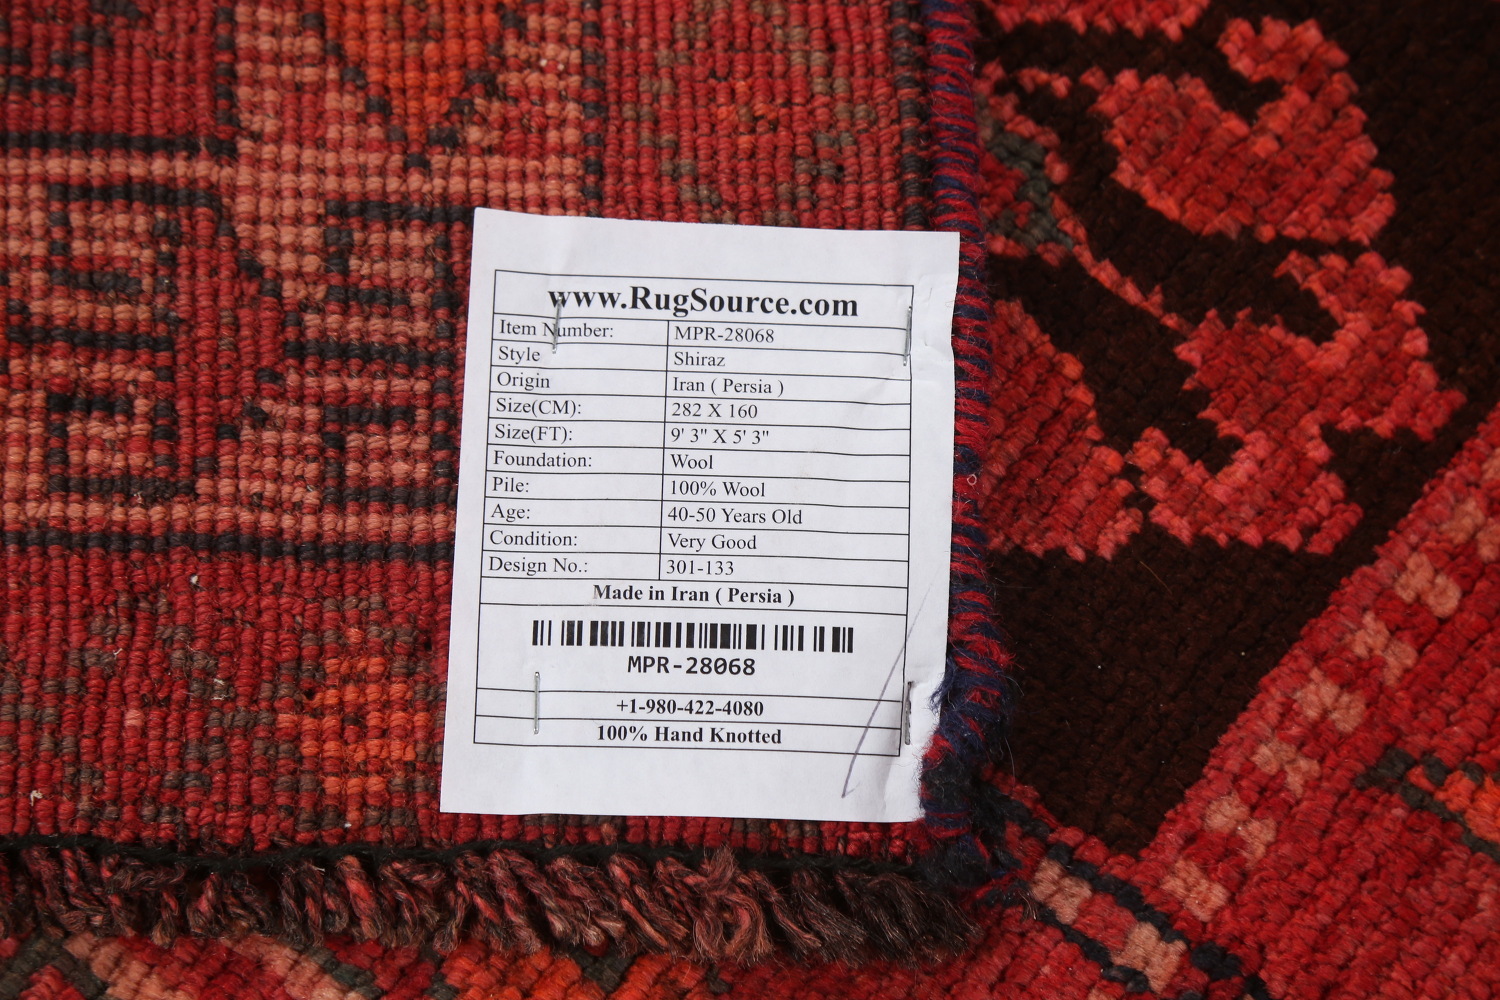 www.RugSource.com
Item Number: MPR-28068
Style Shiraz
Origin Iran ( Persia )
Size(CM): 282 X 160
Size(FT): 9' 3" X 5' 3"
Foundation: Wool
Pile: 100% Wool
Age: 40-50 Years Old
Condition: Very Good
Design No.: 301-133
Made in Iran ( Persia )
MPR-28068
+1-980-422-4080
100% Hand Knotted